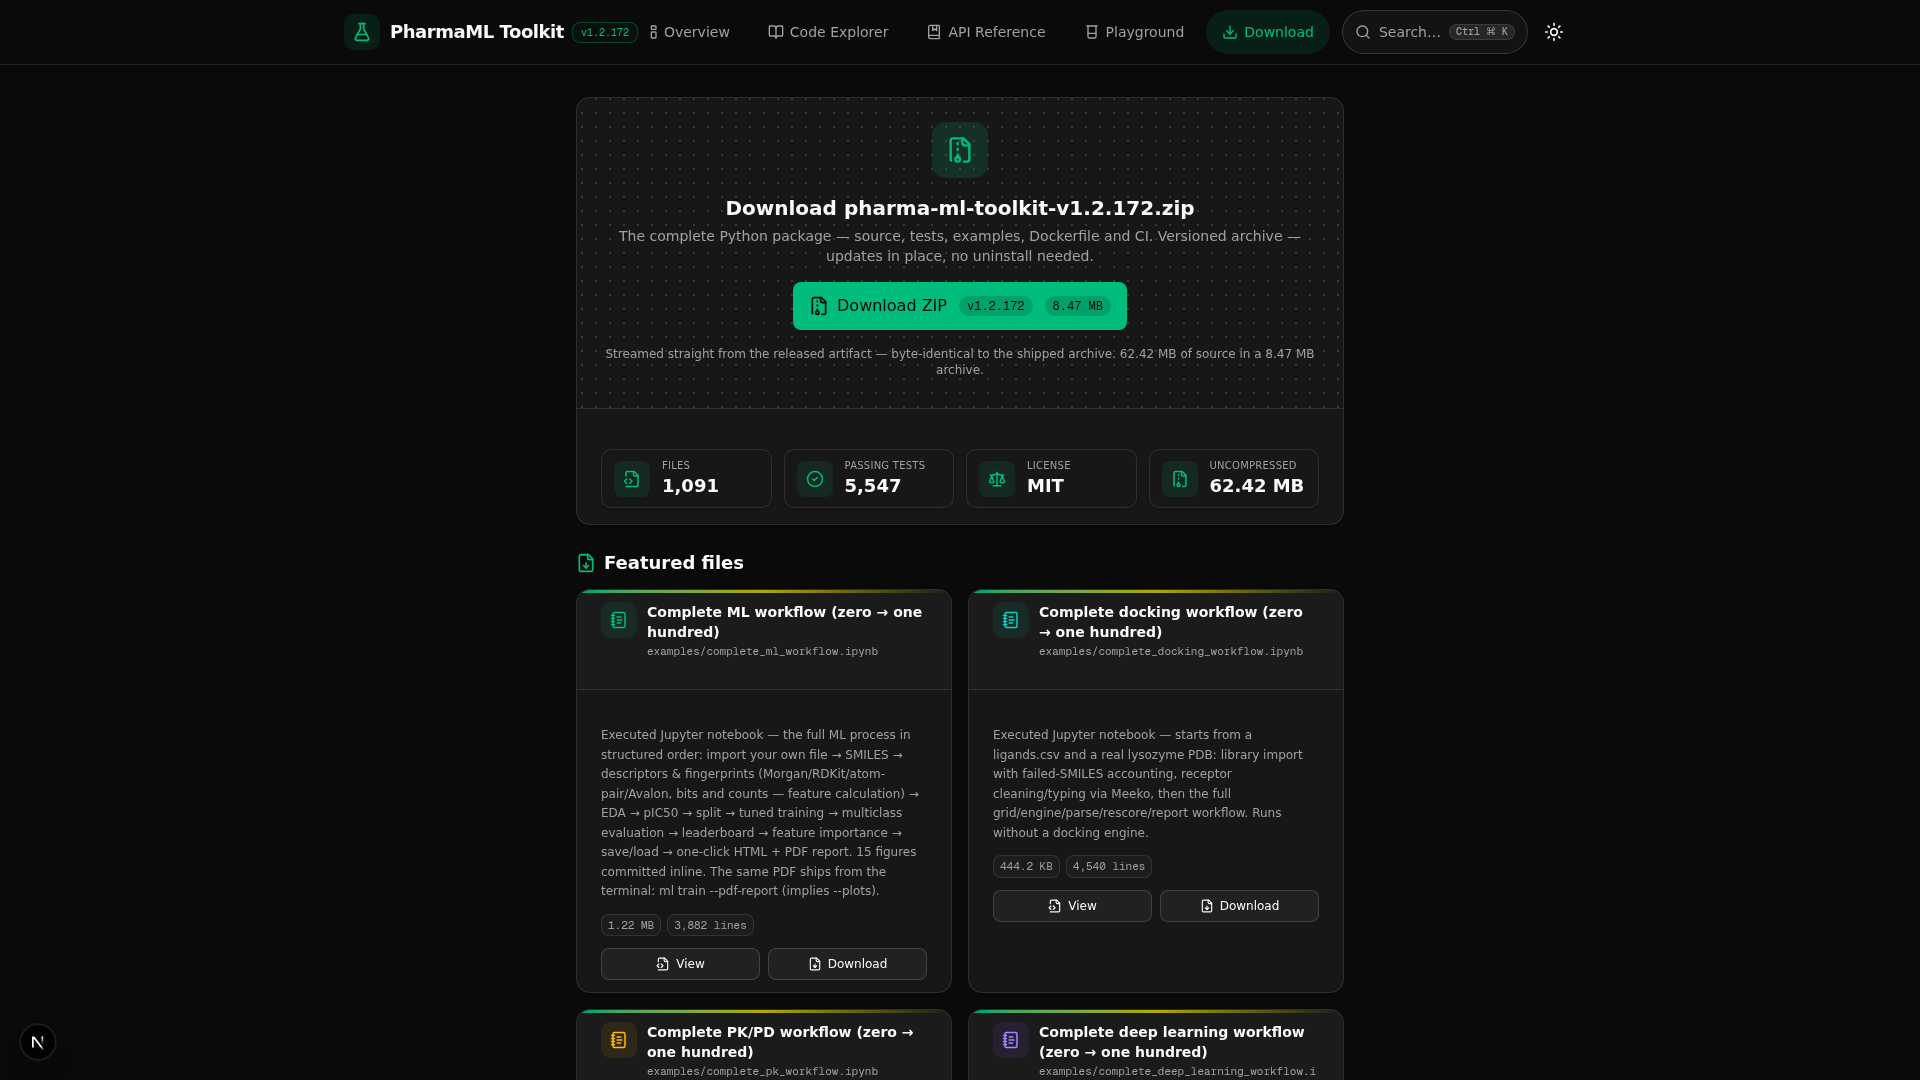 PharmaML Toolkit v1.2.172 Overview Code Explorer API Reference Playground Download Search... Ctrl ⌘ K
Download pharma-ml-toolkit-v1.2.172.zip
The complete Python package — source, tests, examples, Dockerfile and CI. Versioned archive —
updates in place, no uninstall needed.
Download ZIP v1.2.172 8.47 MB
Streamed straight from the released artifact — byte-identical to the shipped archive. 62.42 MB of source in a 8.47 MB
archive.
FILES
1,091
PASSING TESTS
5,547
LICENSE
MIT
UNCOMPRESSED
62.42 MB
Featured files
Complete ML workflow (zero → one
hundred)
examples/complete_ml_workflow.ipynb
Executed Jupyter notebook — the full ML process in
structured order: import your own file → SMILES →
descriptors & fingerprints (Morgan/RDKit/atom-
pair/Avalon, bits and counts — feature calculation) →
EDA → pIC50 → split → tuned training → multiclass
evaluation → leaderboard → feature importance →
save/load → one-click HTML + PDF report. 15 figures
committed inline. The same PDF ships from the
terminal: ml train --pdf-report (implies --plots).
1.22 MB 3,882 lines
View Download
Complete docking workflow (zero
→ one hundred)
examples/complete_docking_workflow.ipynb
Executed Jupyter notebook — starts from a
ligands.csv and a real lysozyme PDB: library import
with failed-SMILES accounting, receptor
cleaning/typing via Meeko, then the full
grid/engine/parse/rescore/report workflow. Runs
without a docking engine.
444.2 KB 4,540 lines
View Download
Complete PK/PD workflow (zero →
one hundred)
examples/complete_pk_workflow.ipynb
Complete deep learning workflow
(zero → one hundred)
examples/complete_deep_learning_workflow.i
N